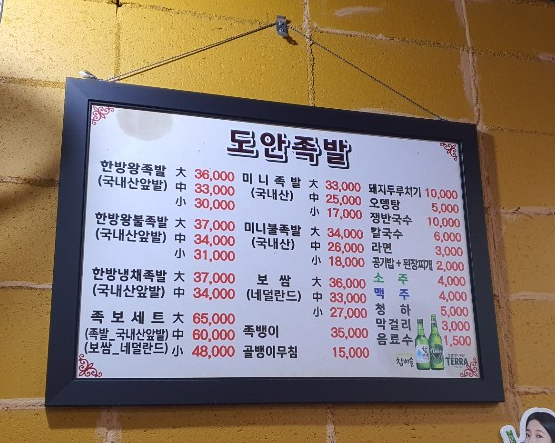 도안족발
한방왕족발 大 36,000
(국내산앞발) 中 33,000
小 30,000
한방왕불족발 大 37,000
(국내산앞발) 中 34,000
小 31,000
한방냉채족발 大 37,000
(국내산앞발) 中 34,000
족보세트 大 65,000
(족발_국내산앞발) 中 60,000
(보쌈_네덜란드) 小 48,000
미니족발 大 33,000
(국내산) 中 25,000
小 17,000
미니불족발 大 34,000
(국내산) 中 26,000
小 18,000
보쌈 大 36,000
(네덜란드) 中 33,000
小 27,000
족뱅이 35,000
골뱅이무침 15,000
돼지두루치기 10,000
오뎅탕 5,000
쟁반국수 10,000
칼국수 6,000
라면 3,000
공기밥+된장찌개 2,000
소주 4,000
맥주 4,000
청하 5,000
막걸리 3,000
음료수 1,500
참이슬
TERRA